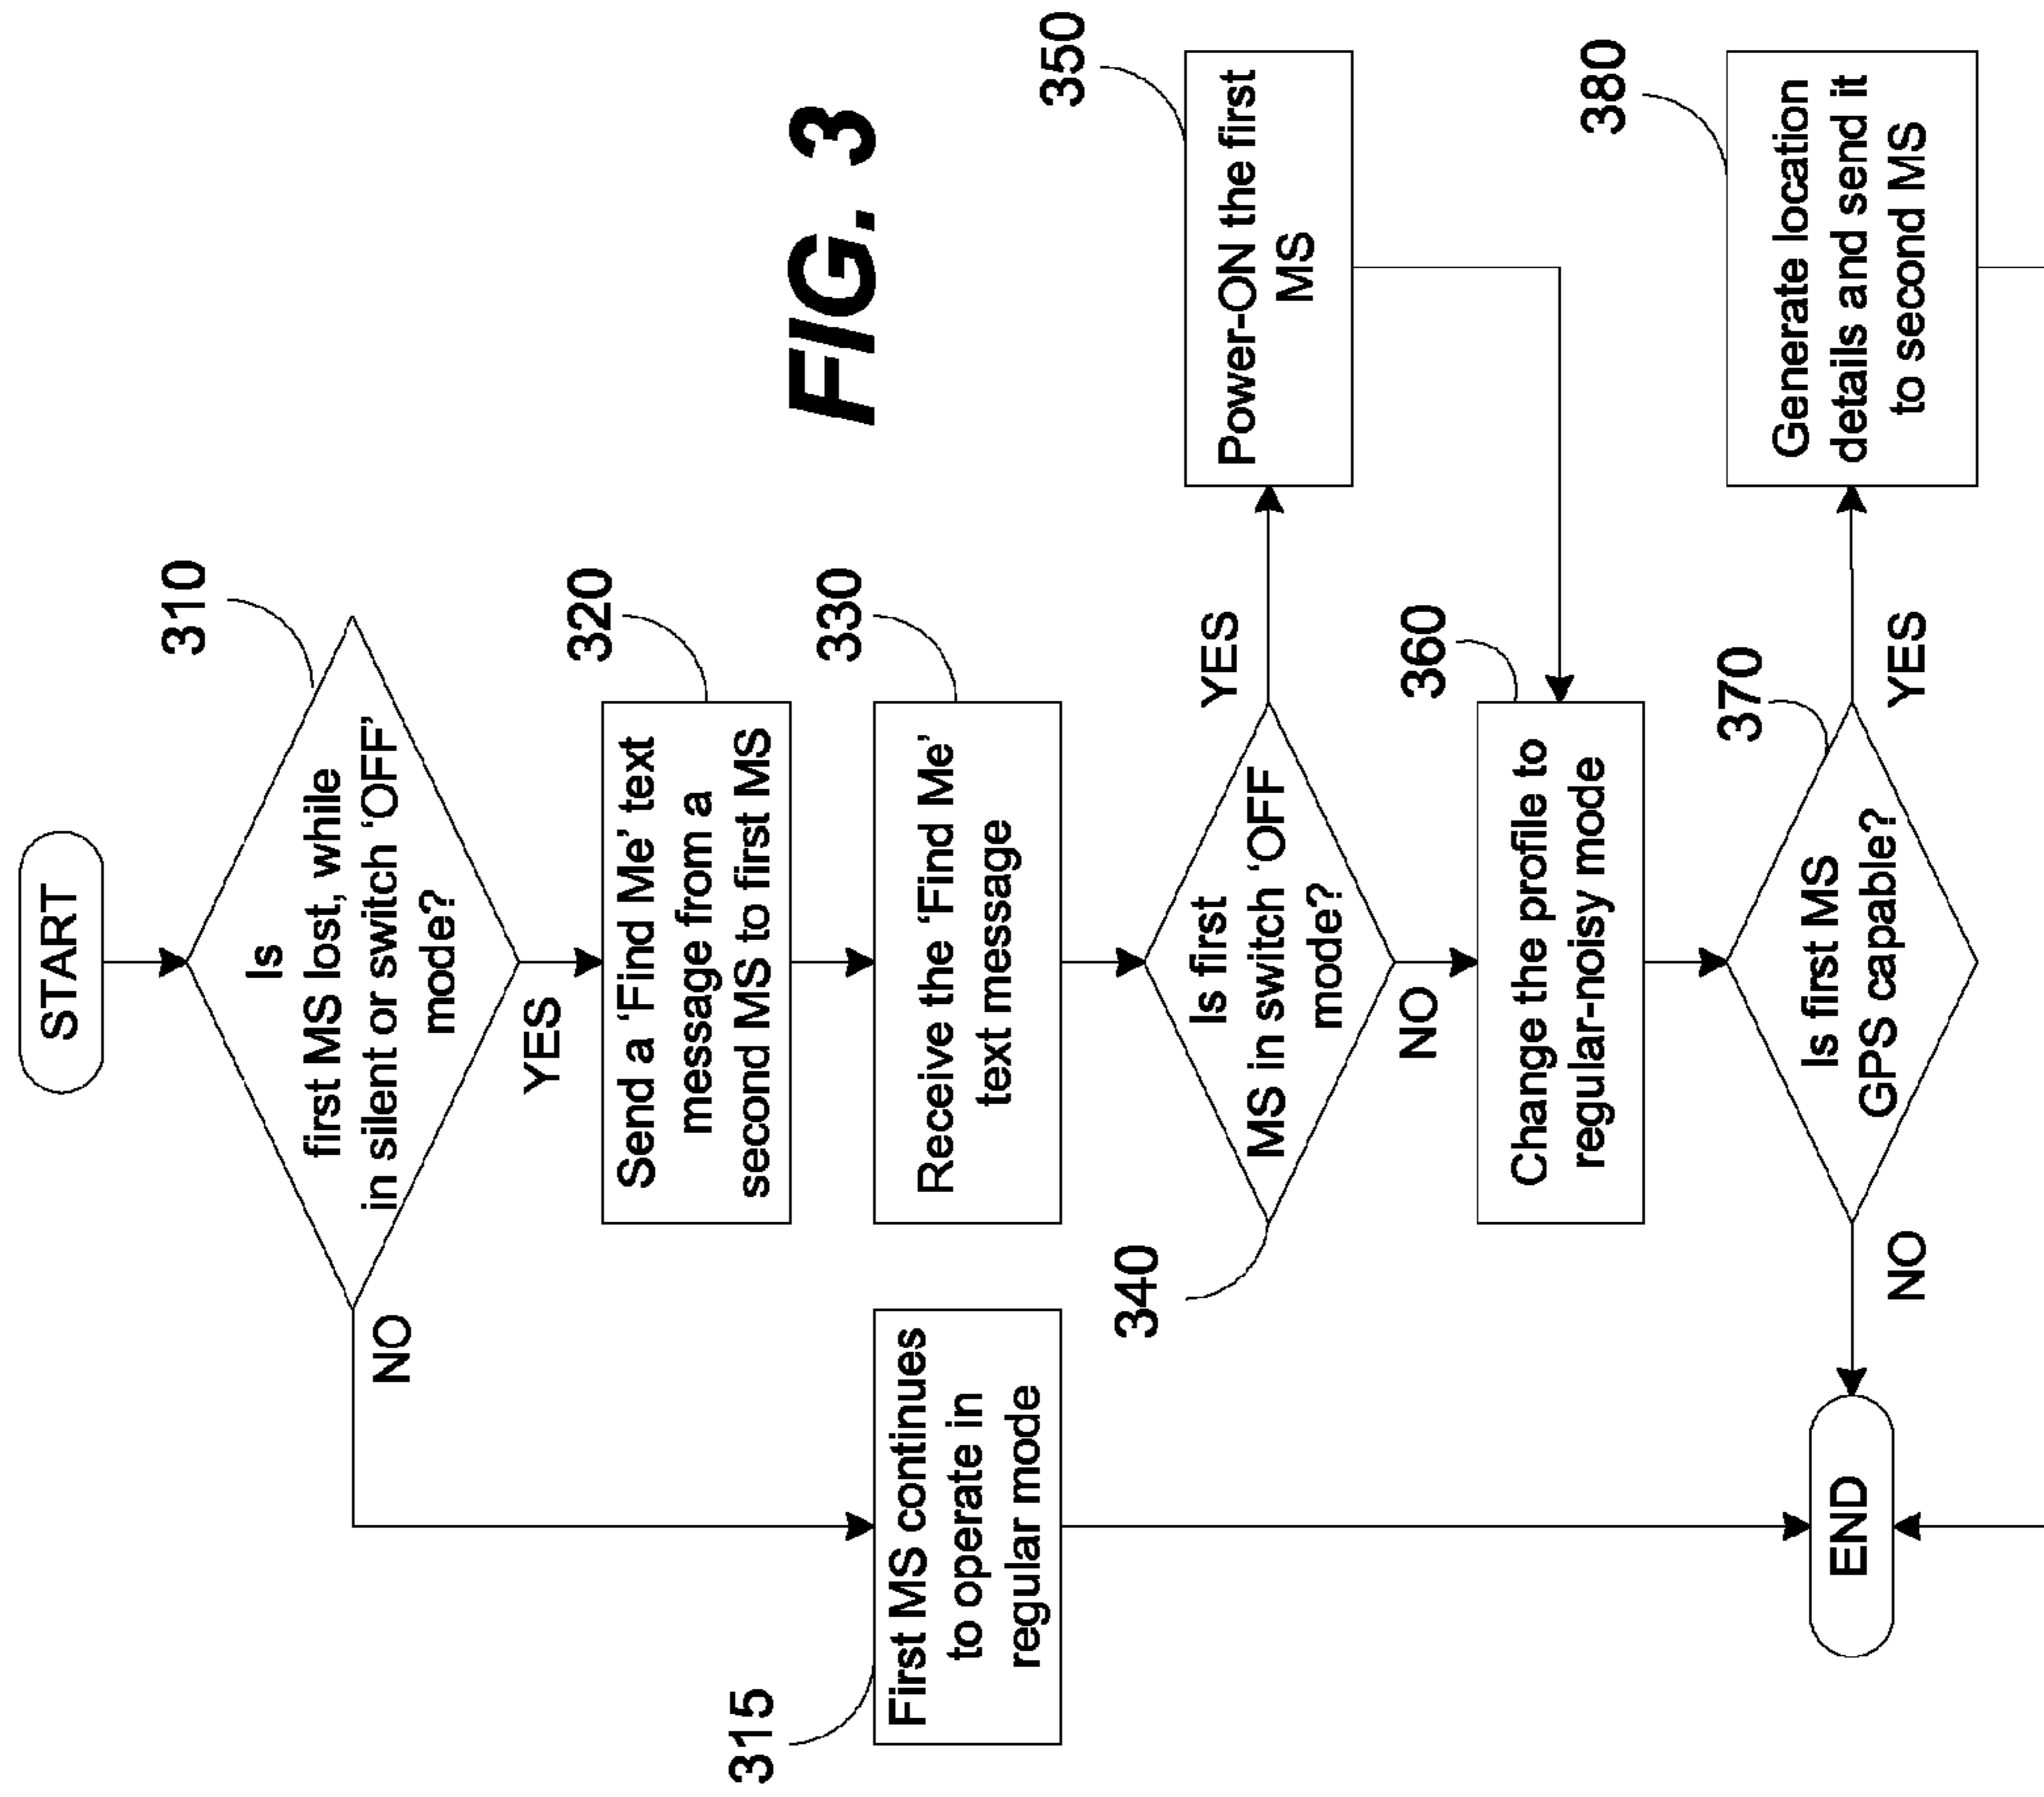 START
310
Is
first MS lost, while
in silent or switch ‘OFF’
mode?
NO
YES
320
Send a ‘Find Me’ text
message from a
second MS to first MS
315
First MS continues
to operate in
regular mode
330
Receive the ‘Find Me’
text message
FIG. 3
340
Is first
MS in switch ‘OFF
mode?
YES
NO
350
Power-ON the first
MS
360
Change the profile to
regular-noisy mode
370
Is first MS
GPS capable?
NO
YES
END
380
Generate location
details and send it
to second MS